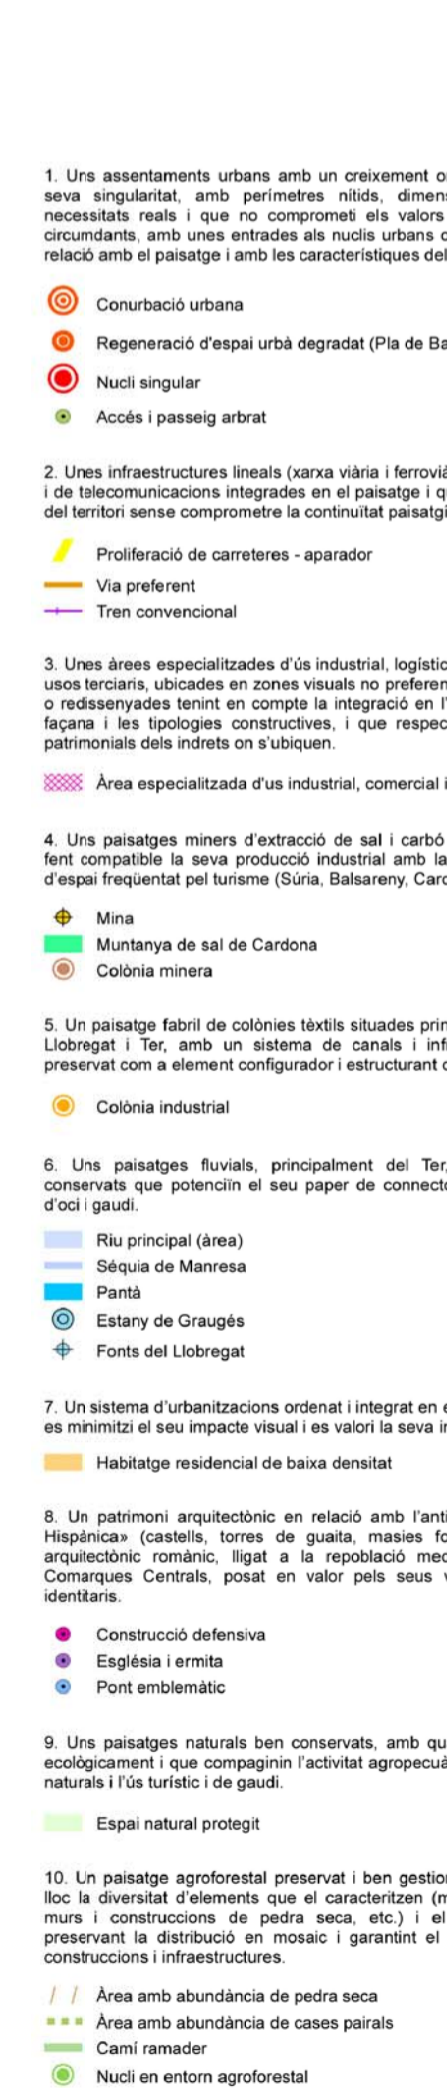 1. Uns assentaments urbans amb un creixement o
seva singularitat, amb perímetres nítids, dimens
necessitats reals i que no comprometi els valors
circumdants, amb unes entrades als nuclis urbans c
relació amb el paisatge i amb les característiques del
Conurbació urbana
Regeneració d'espai urbà degradat (Pla de Ba
Nucli singular
Accés i passeig arbrat
2. Unes infraestructures lineals (xarxa viària i ferrovià
i de telecomunicacions integrades en el paisatge i q
del territori sense comprometre la continuïtat paisatgí
Proliferació de carreteres - aparador
Via preferent
Tren convencional
3. Unes àrees especialitzades d'ús industrial, logístic
usos terciaris, ubicades en zones visuals no preferen
o redissenyades tenint en compte la integració en l'
façana i les tipologies constructives, i que respec
patrimonials dels indrets on s'ubiquen.
Àrea especialitzada d'us industrial, comercial i
4. Uns paisatges miners d'extracció de sal i carbó
fent compatible la seva producció industrial amb la
d'espai freqüentat pel turisme (Súria, Balsareny, Card
Mina
Muntanya de sal de Cardona
Colònia minera
5. Un paisatge fabril de colònies tèxtils situades prin
Llobregat i Ter, amb un sistema de canals i infr
preservat com a element configurador i estructurant d
Colònia industrial
6. Uns paisatges fluvials, principalment del Ter,
conservats que potenciïn el seu paper de connecto
d'oci i gaudi.
Riu principal (àrea)
Séquia de Manresa
Pantà
Estany de Graugés
Fonts del Llobregat
7. Un sistema d'urbanitzacions ordenat i integrat en e
es minimitzi el seu impacte visual i es valori la seva in
Habitatge residencial de baixa densitat
8. Un patrimoni arquitectònic en relació amb l'anti
Hispánica» (castells, torres de guaita, masies fo
arquitectònic romànic, lligat a la repoblació med
Comarques Centrals, posat en valor pels seus v
identitaris.
Construcció defensiva
Església i ermita
Pont emblemàtic
9. Uns paisatges naturals ben conservats, amb qu
ecològicament i que compaginin l'activitat agropecuà
naturals i l'ús turístic i de gaudi.
Espai natural protegit
10. Un paisatge agroforestal preservat i ben gestion
lloc la diversitat d'elements que el caracteritzen (m
murs i construccions de pedra seca, etc.) i el
preservant la distribució en mosaic i garantint el
construccions i infraestructures.
Àrea amb abundància de pedra seca
Àrea amb abundància de cases pairals
Camí ramader
Nucli en entorn agroforestal